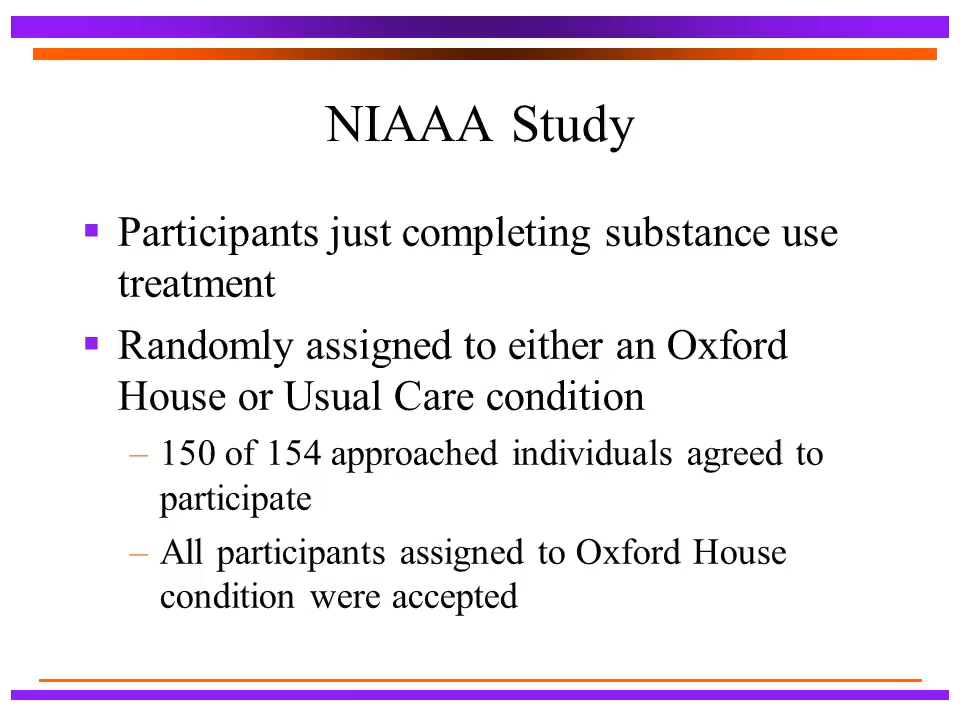 NIAAA Study
Participants just completing substance use
treatment
Randomly assigned to either an Oxford
House or Usual Care condition
– 150 of 154 approached individuals agreed to
participate
– All participants assigned to Oxford House
condition were accepted